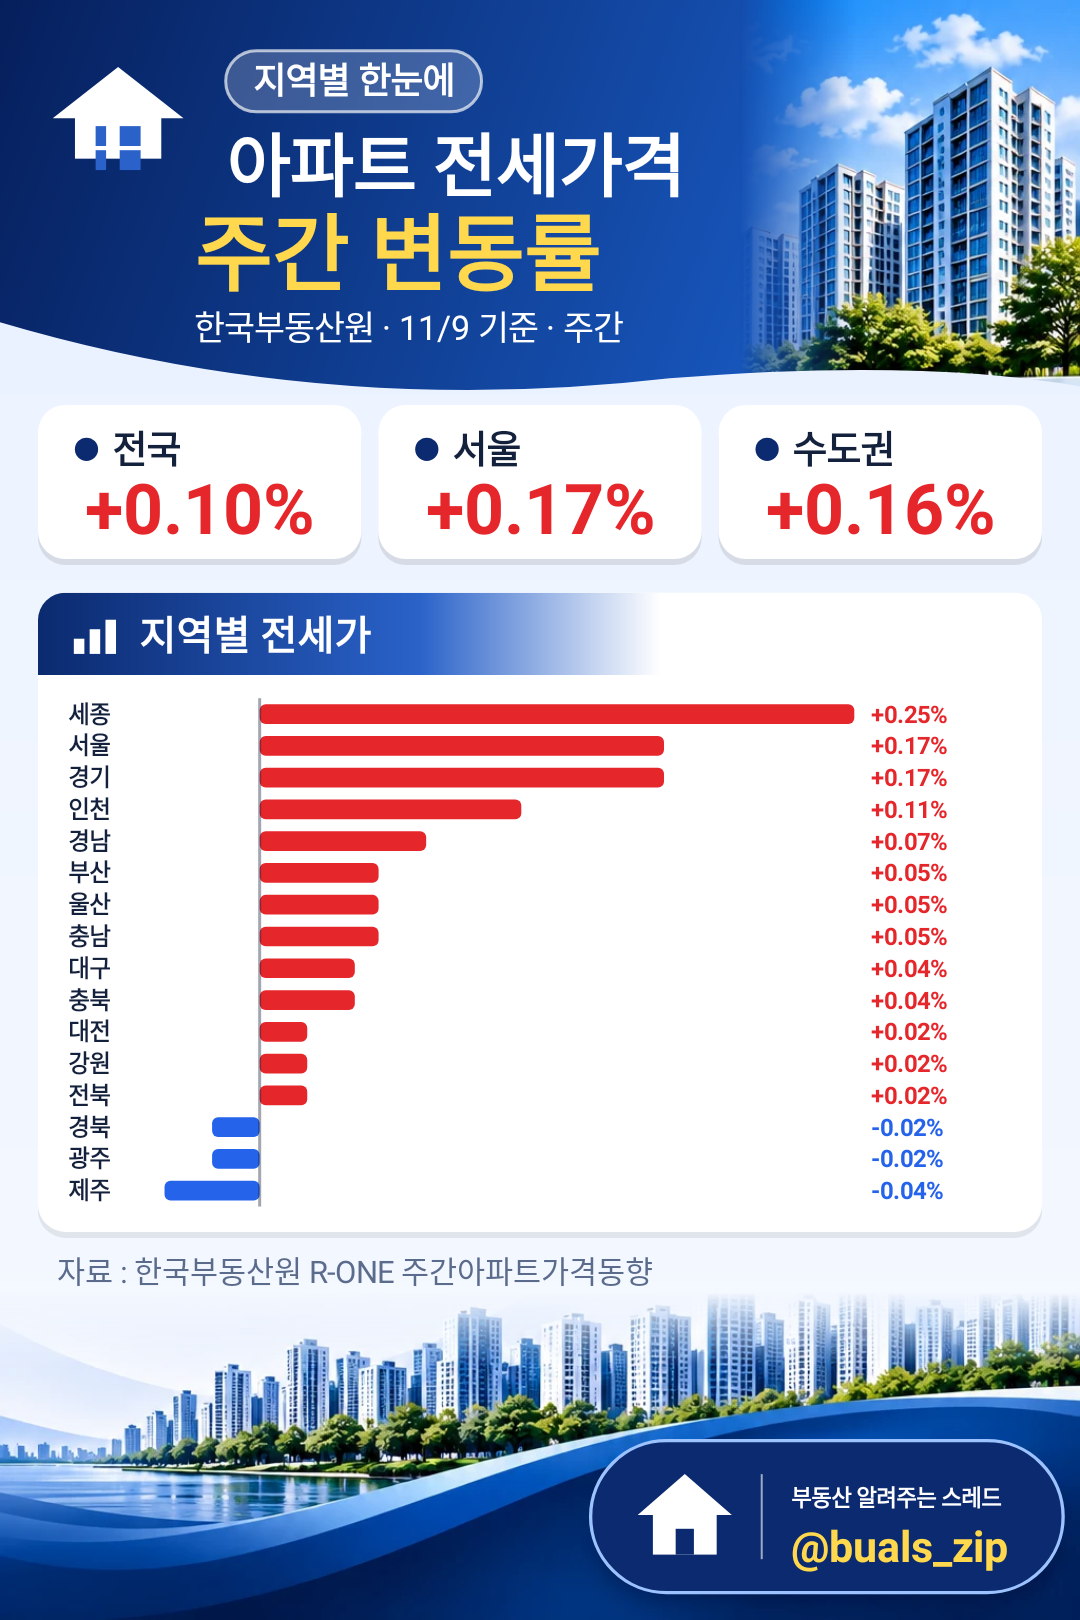 지역별 한눈에
아파트 전세가격
주간 변동률
한국부동산원 · 11/9 기준 · 주간
전국
+0.10%
서울
+0.17%
수도권
+0.16%
지역별 전세가
세종 +0.25%
서울 +0.17%
경기 +0.17%
인천 +0.11%
경남 +0.07%
부산 +0.05%
울산 +0.05%
충남 +0.05%
대구 +0.04%
충북 +0.04%
대전 +0.02%
강원 +0.02%
전북 +0.02%
경북 -0.02%
광주 -0.02%
제주 -0.04%
자료 : 한국부동산원 R-ONE 주간아파트가격동향
부동산 알려주는 스레드
@buals_zip